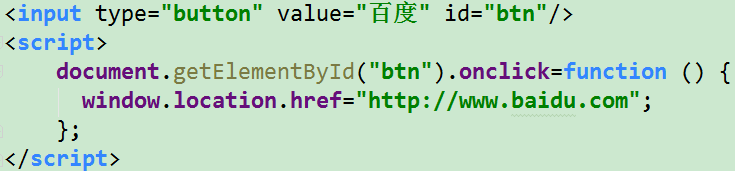 <input type="button" value="百度" id="btn"/>
<script>
document.getElementById("btn").onclick=function () {
window.location.href="http://www.baidu.com";
};
</script>